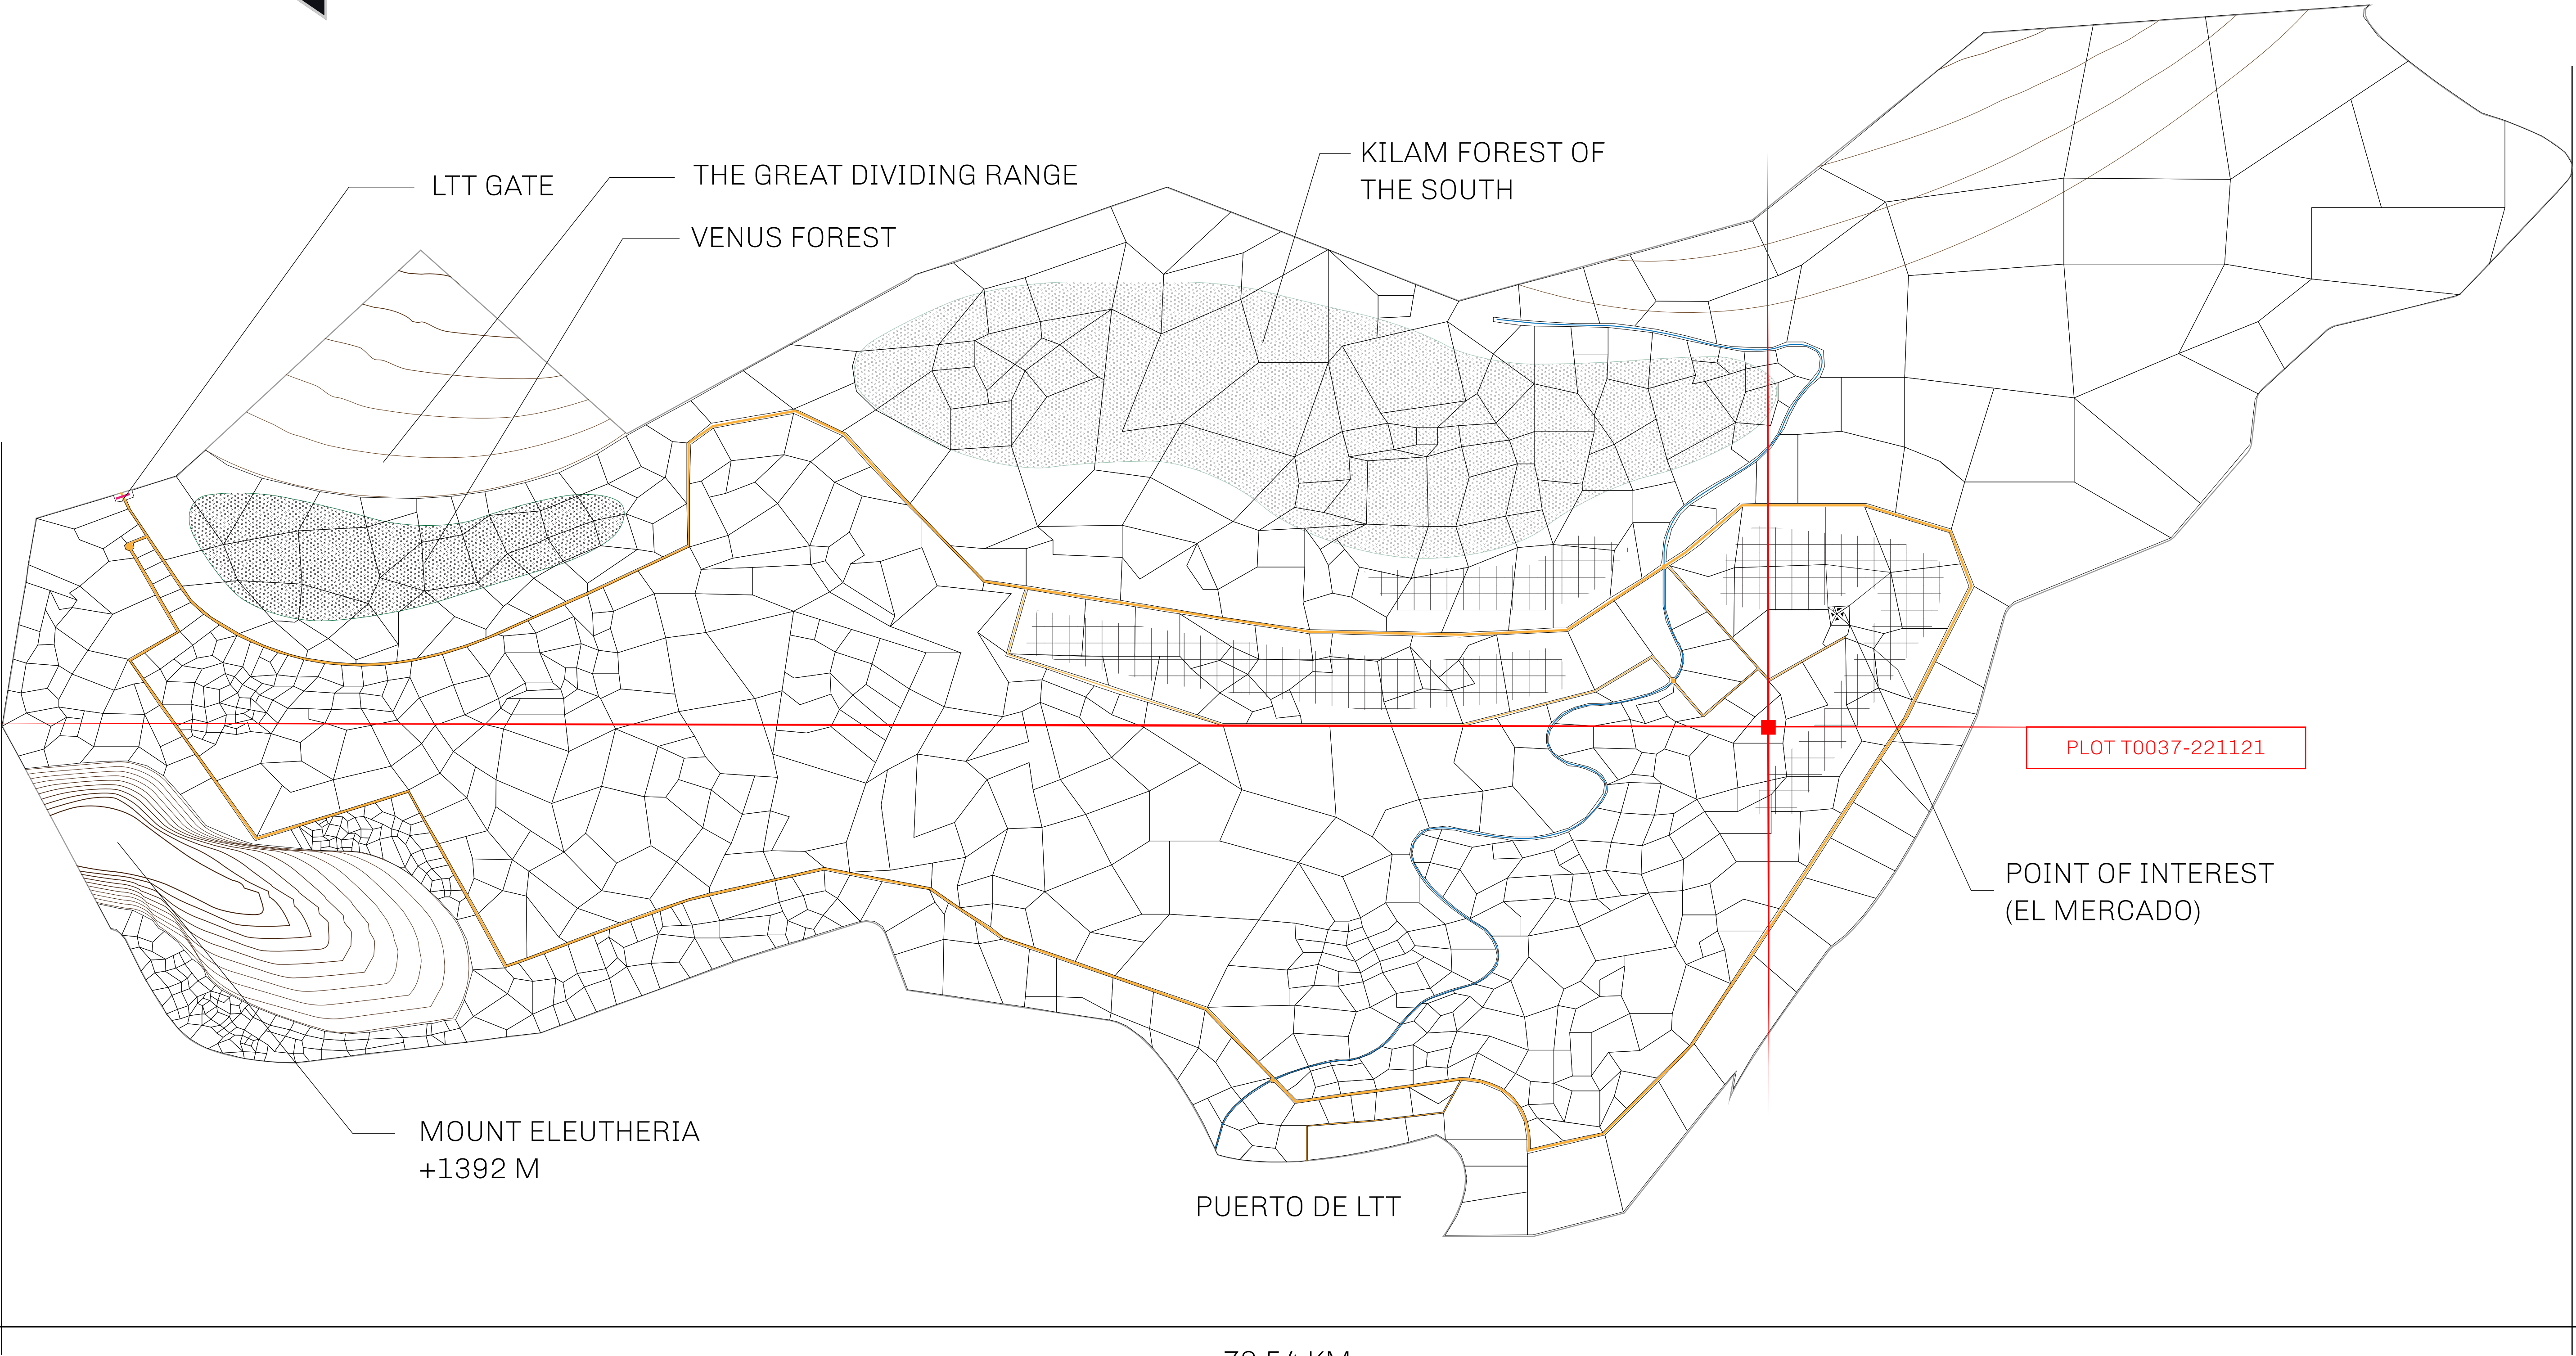 KILAM FOREST OF
THE SOUTH
LTT GATE
THE GREAT DIVIDING RANGE
VENUS FOREST
PLOT T0037-221121
POINT OF INTEREST
(EL MERCADO)
MOUNT ELEUTHERIA
+1392 M
PUERTO DE LTT